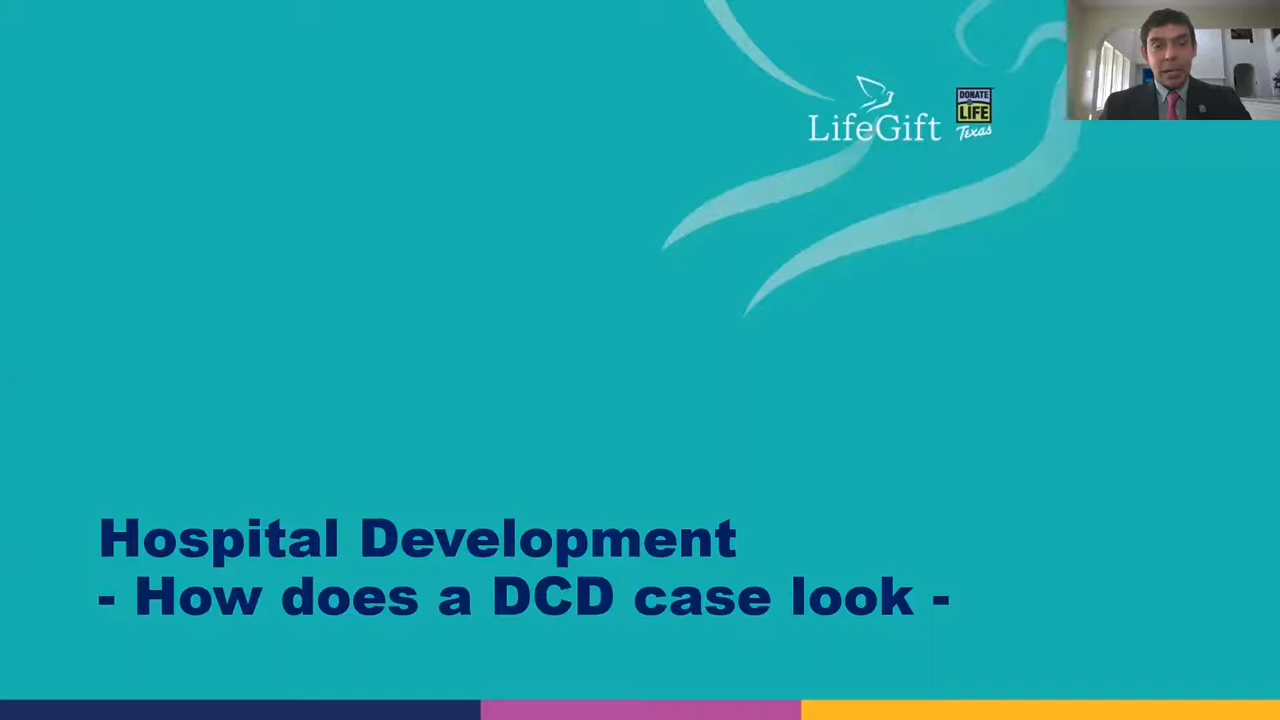 LifeGift
DONATE
LiFE
Texas
Hospital Development
- How does a DCD case look -